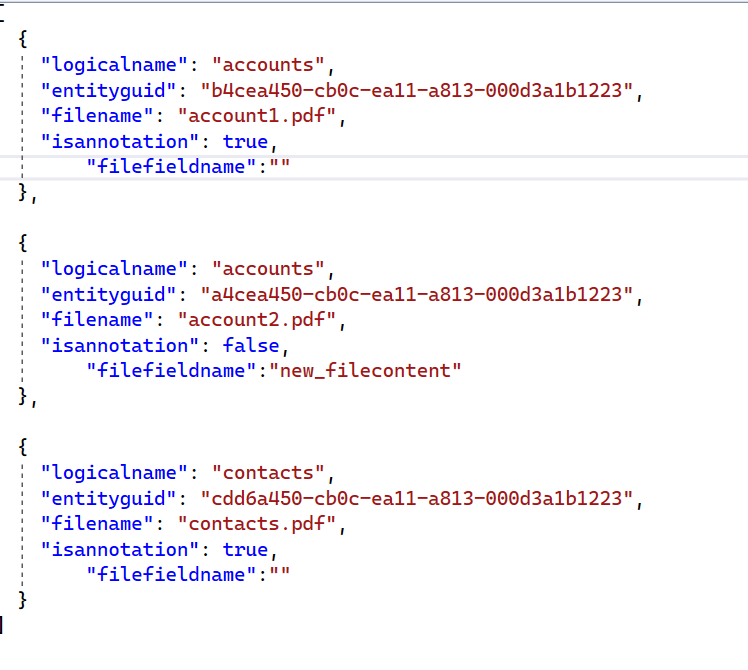 [
{
"logicalname": "accounts",
"entityguid": "b4cea450-cb0c-ea11-a813-000d3a1b1223",
"filename": "account1.pdf",
"isannotation": true,
"filefieldname":""
},
{
"logicalname": "accounts",
"entityguid": "a4cea450-cb0c-ea11-a813-000d3a1b1223",
"filename": "account2.pdf",
"isannotation": false,
"filefieldname":"new_filecontent"
},
{
"logicalname": "contacts",
"entityguid": "cdd6a450-cb0c-ea11-a813-000d3a1b1223",
"filename": "contacts.pdf",
"isannotation": true,
"filefieldname":""
}
]